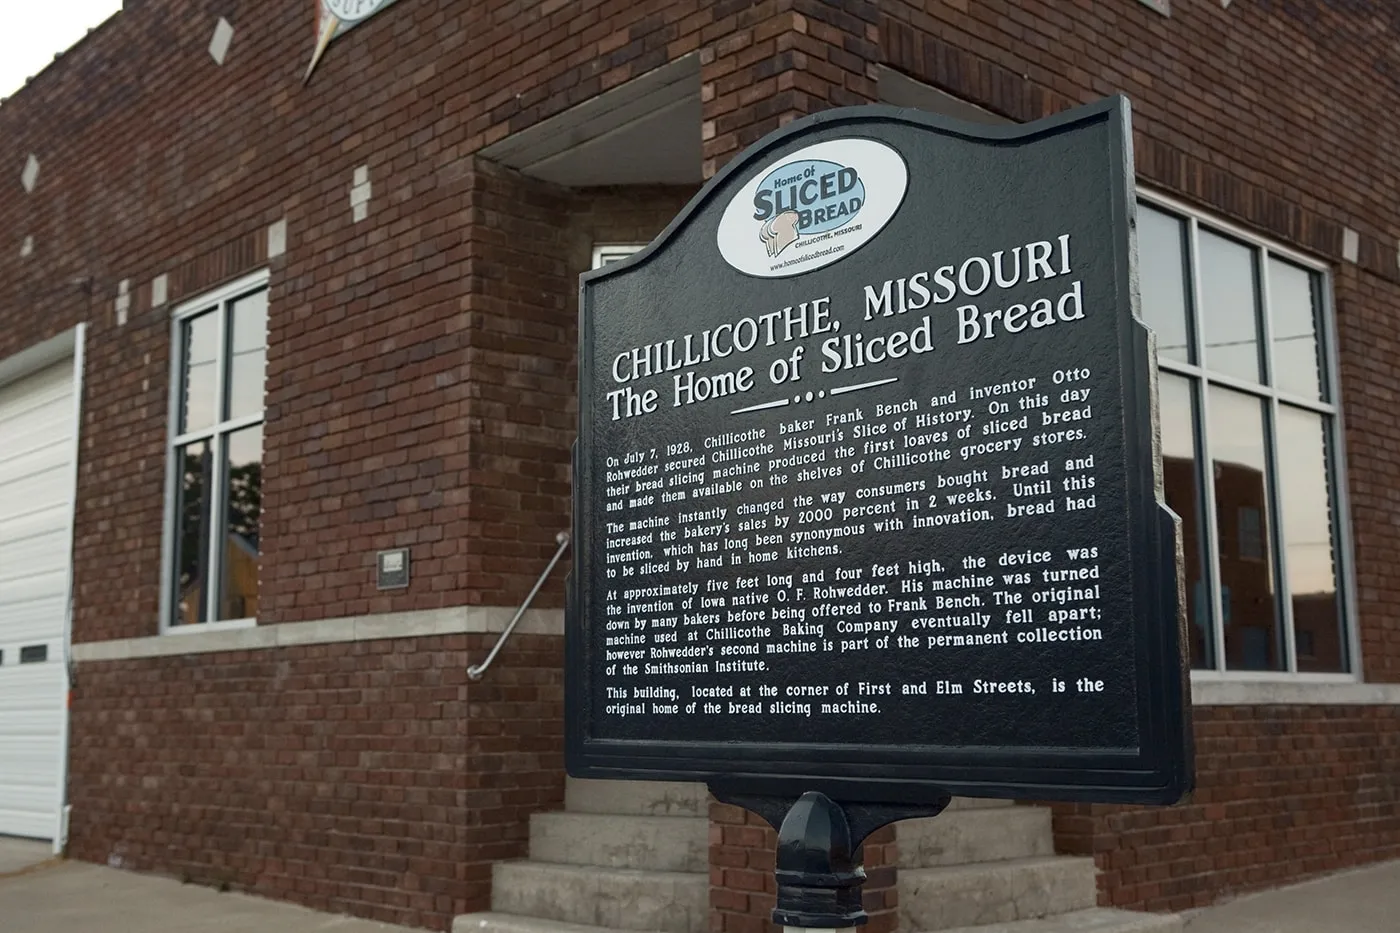 Home Of
SLICED
BREAD
CHILLICOTHE, MISSOURI
www.homeofslicedbread.com
CHILLICOTHE, MISSOURI
The Home of Sliced Bread
On July 7, 1928, Chillicothe baker Frank Bench and inventor Otto
Rohwedder secured Chillicothe Missouri's Slice of History. On this day
their bread slicing machine produced the first loaves of sliced bread
and made them available on the shelves of Chillicothe grocery stores.
The machine instantly changed the way consumers bought bread and
increased the bakery's sales by 2000 percent in 2 weeks. Until this
invention, which has long been synonymous with innovation, bread had
to be sliced by hand in home kitchens.
At approximately five feet long and four feet high, the device was
the invention of Iowa native O. F. Rohwedder. His machine was turned
down by many bakers before being offered to Frank Bench. The original
machine used at Chillicothe Baking Company eventually fell apart;
however Rohwedder's second machine is part of the permanent collection
of the Smithsonian Institute.
This building, located at the corner of First and Elm Streets, is the
original home of the bread slicing machine.